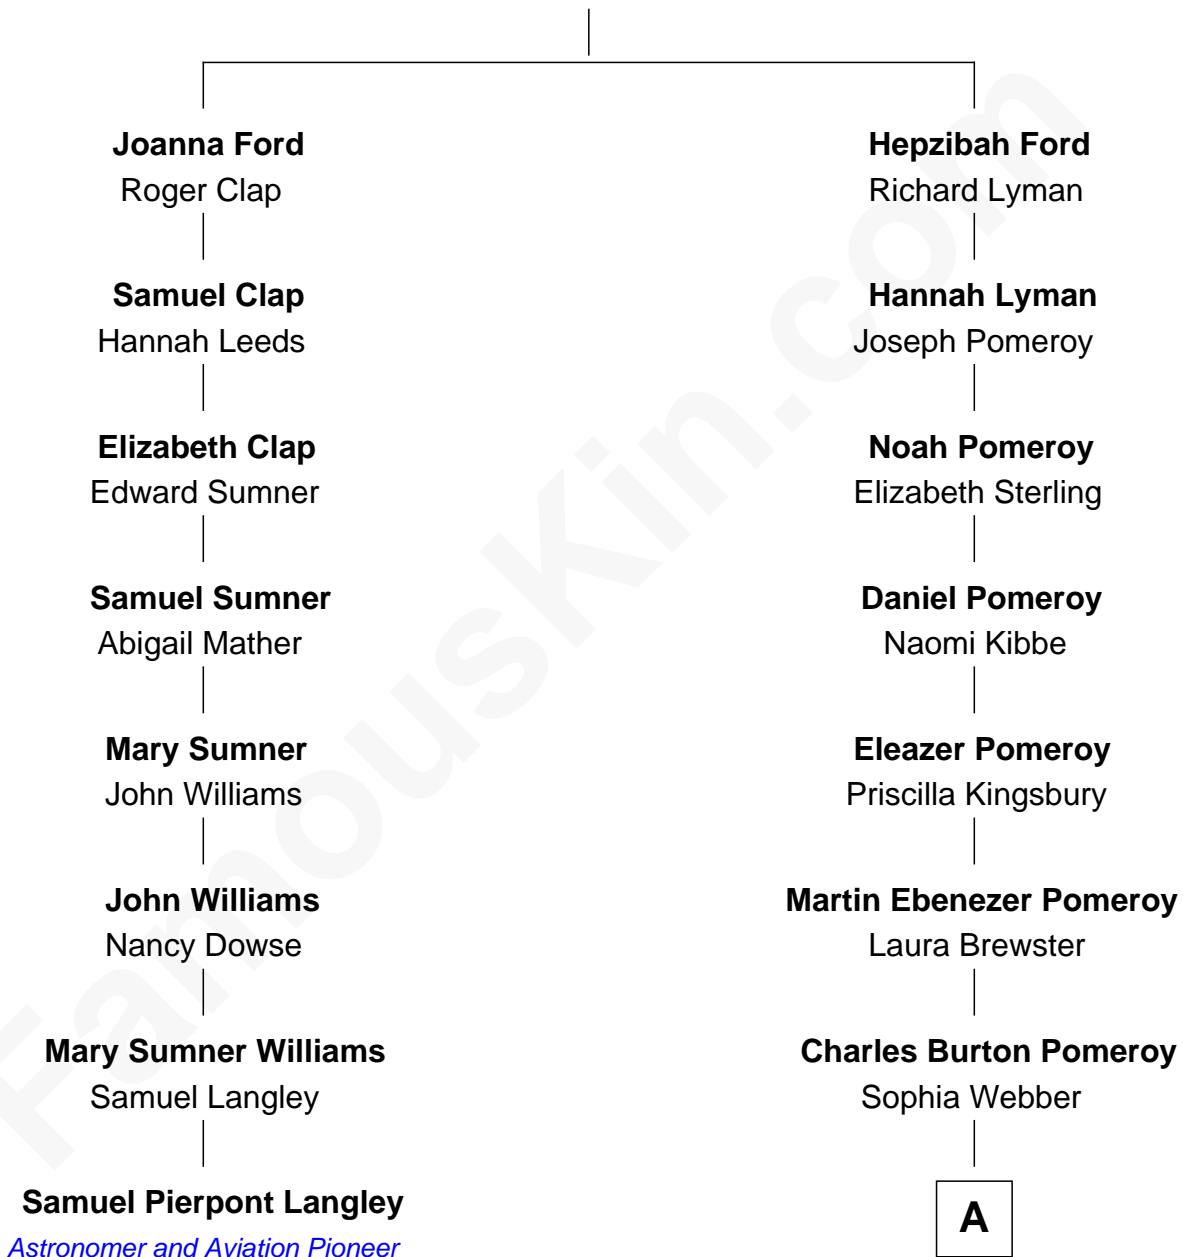 Joanna Ford
Roger Clap
Samuel Clap
Hannah Leeds
Elizabeth Clap
Edward Sumner
Samuel Sumner
Abigail Mather
Mary Sumner
John Williams
John Williams
Nancy Dowse
Mary Sumner Williams
Samuel Langley
Samuel Pierpont Langley
Astronomer and Aviation Pioneer
Hepzibah Ford
Richard Lyman
Hannah Lyman
Joseph Pomeroy
Noah Pomeroy
Elizabeth Sterling
Daniel Pomeroy
Naomi Kibbe
Eleazer Pomeroy
Priscilla Kingsbury
Martin Ebenezer Pomeroy
Laura Brewster
Charles Burton Pomeroy
Sophia Webber
A
FamousKin.com